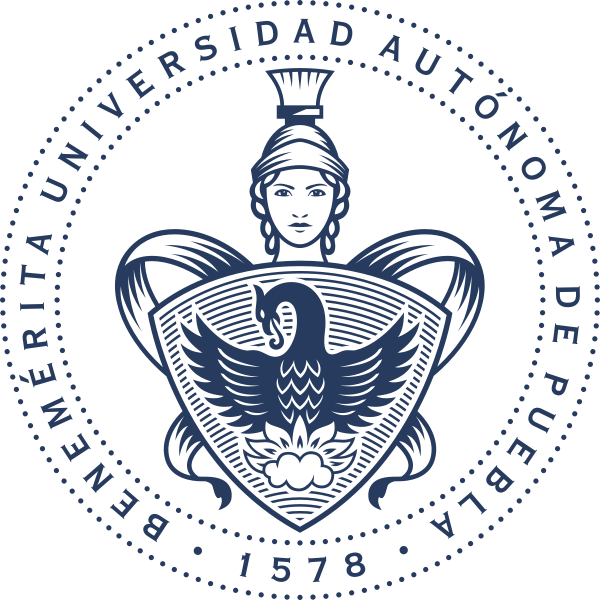 BENEMÉRITA UNIVERSIDAD AUTÓNOMA DE PUEBLA
• 1578 •